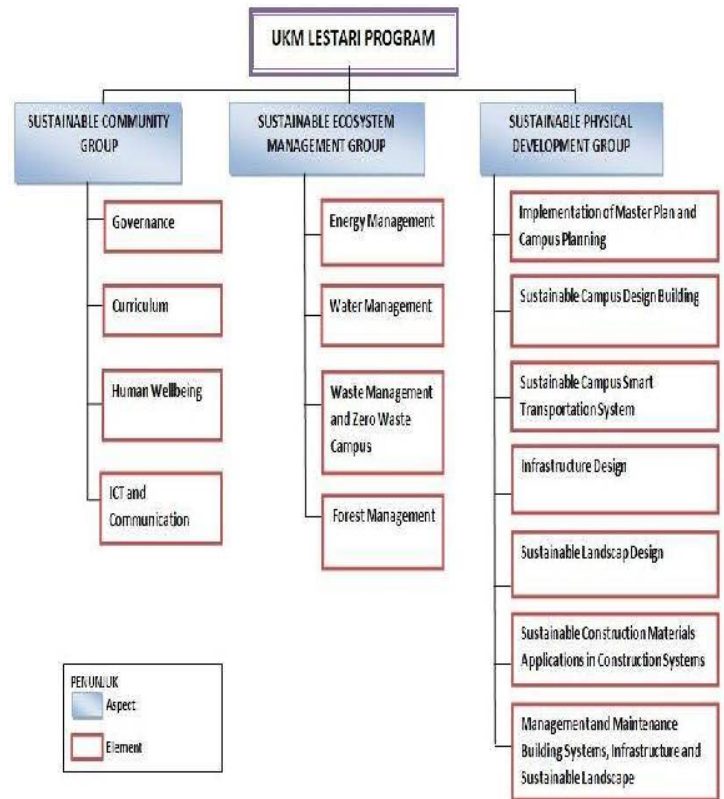 UKM LESTARI PROGRAM
SUSTAINABLE COMMUNITY
GROUP
Governance
Curriculum
Human Wellbeing
ICT and
Communication
SUSTAINABLE ECOSYSTEM
MANAGEMENT GROUP
Energy Management
Water Management
Waste Management
and Zero Waste
Campus
Forest Management
SUSTAINABLE PHYSICAL
DEVELOPMENT GROUP
Implementation of Master Plan and
Campus Planning
Sustainable Campus Design Building
Sustainable Campus Smart
Transportation System
Infrastructure Design
Sustainable Landscap Design
Sustainable Construction Materials
Applications in Construction Systems
Management and Maintenance
Building Systems, Infrastructure and
Sustainable Landscape
PENUNJUK
Aspect
Element